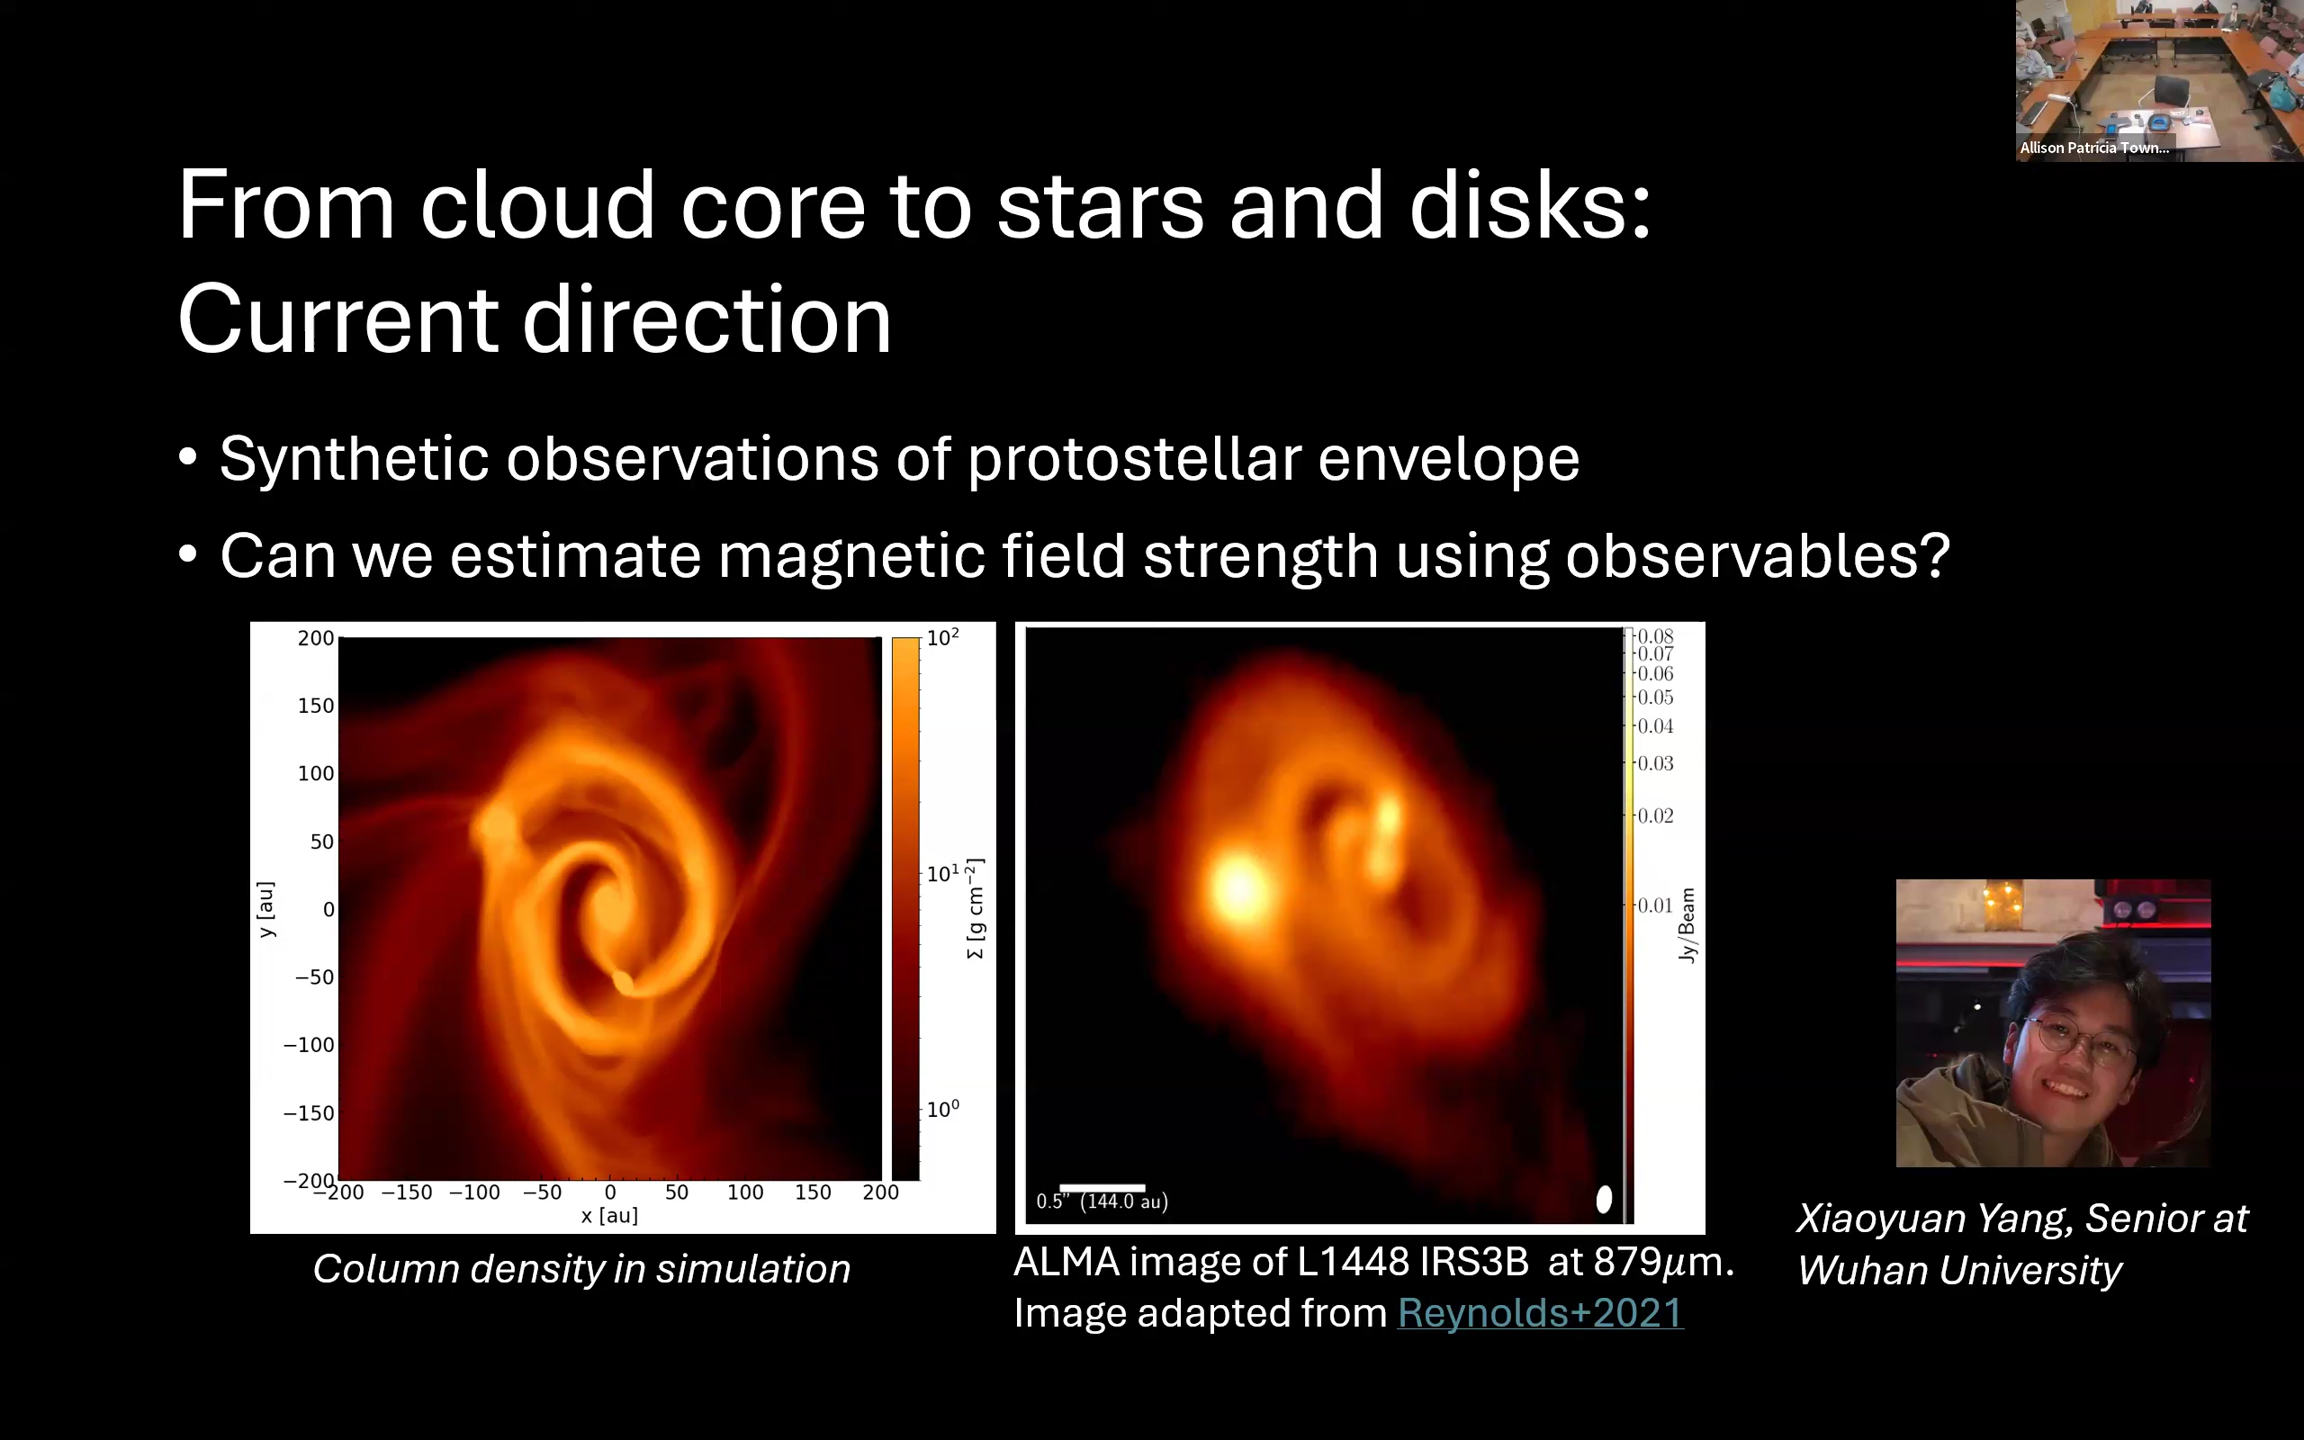 Allison Patricia Town...
From cloud core to stars and disks:
Current direction
• Synthetic observations of protostellar envelope
• Can we estimate magnetic field strength using observables?
200
150
100
50
0
−50
−100
−150
−200
y [au]
−200 −150 −100 −50 0 50 100 150 200
x [au]
10²
10¹
10⁰
Σ [g cm⁻²]
0.08
0.07
0.06
0.05
0.04
0.03
0.02
0.01
Jy/Beam
0.5” (144.0 au)
Column density in simulation
ALMA image of L1448 IRS3B at 879𝜇m.
Image adapted from Reynolds+2021
Xiaoyuan Yang, Senior at
Wuhan University